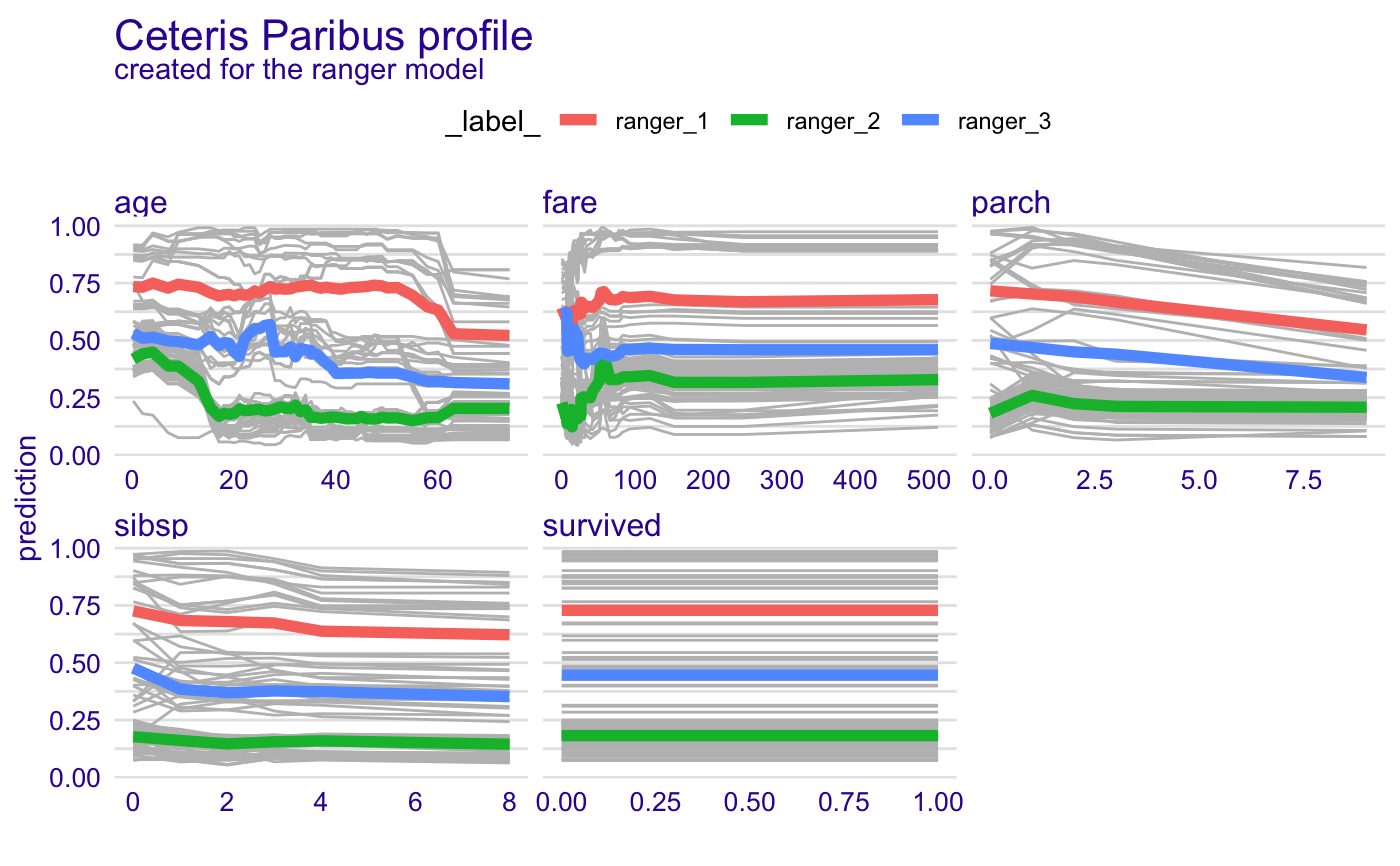 Ceteris Paribus profile
created for the ranger model
_label_ ranger_1 ranger_2 ranger_3
age fare parch
1.00
0.75
0.50
0.25
0.00
0 20 40 60 0 100 200 300 400 500 0.0 2.5 5.0 7.5
prediction
sibsp survived
1.00
0.75
0.50
0.25
0.00
0 2 4 6 8 0.00 0.25 0.50 0.75 1.00